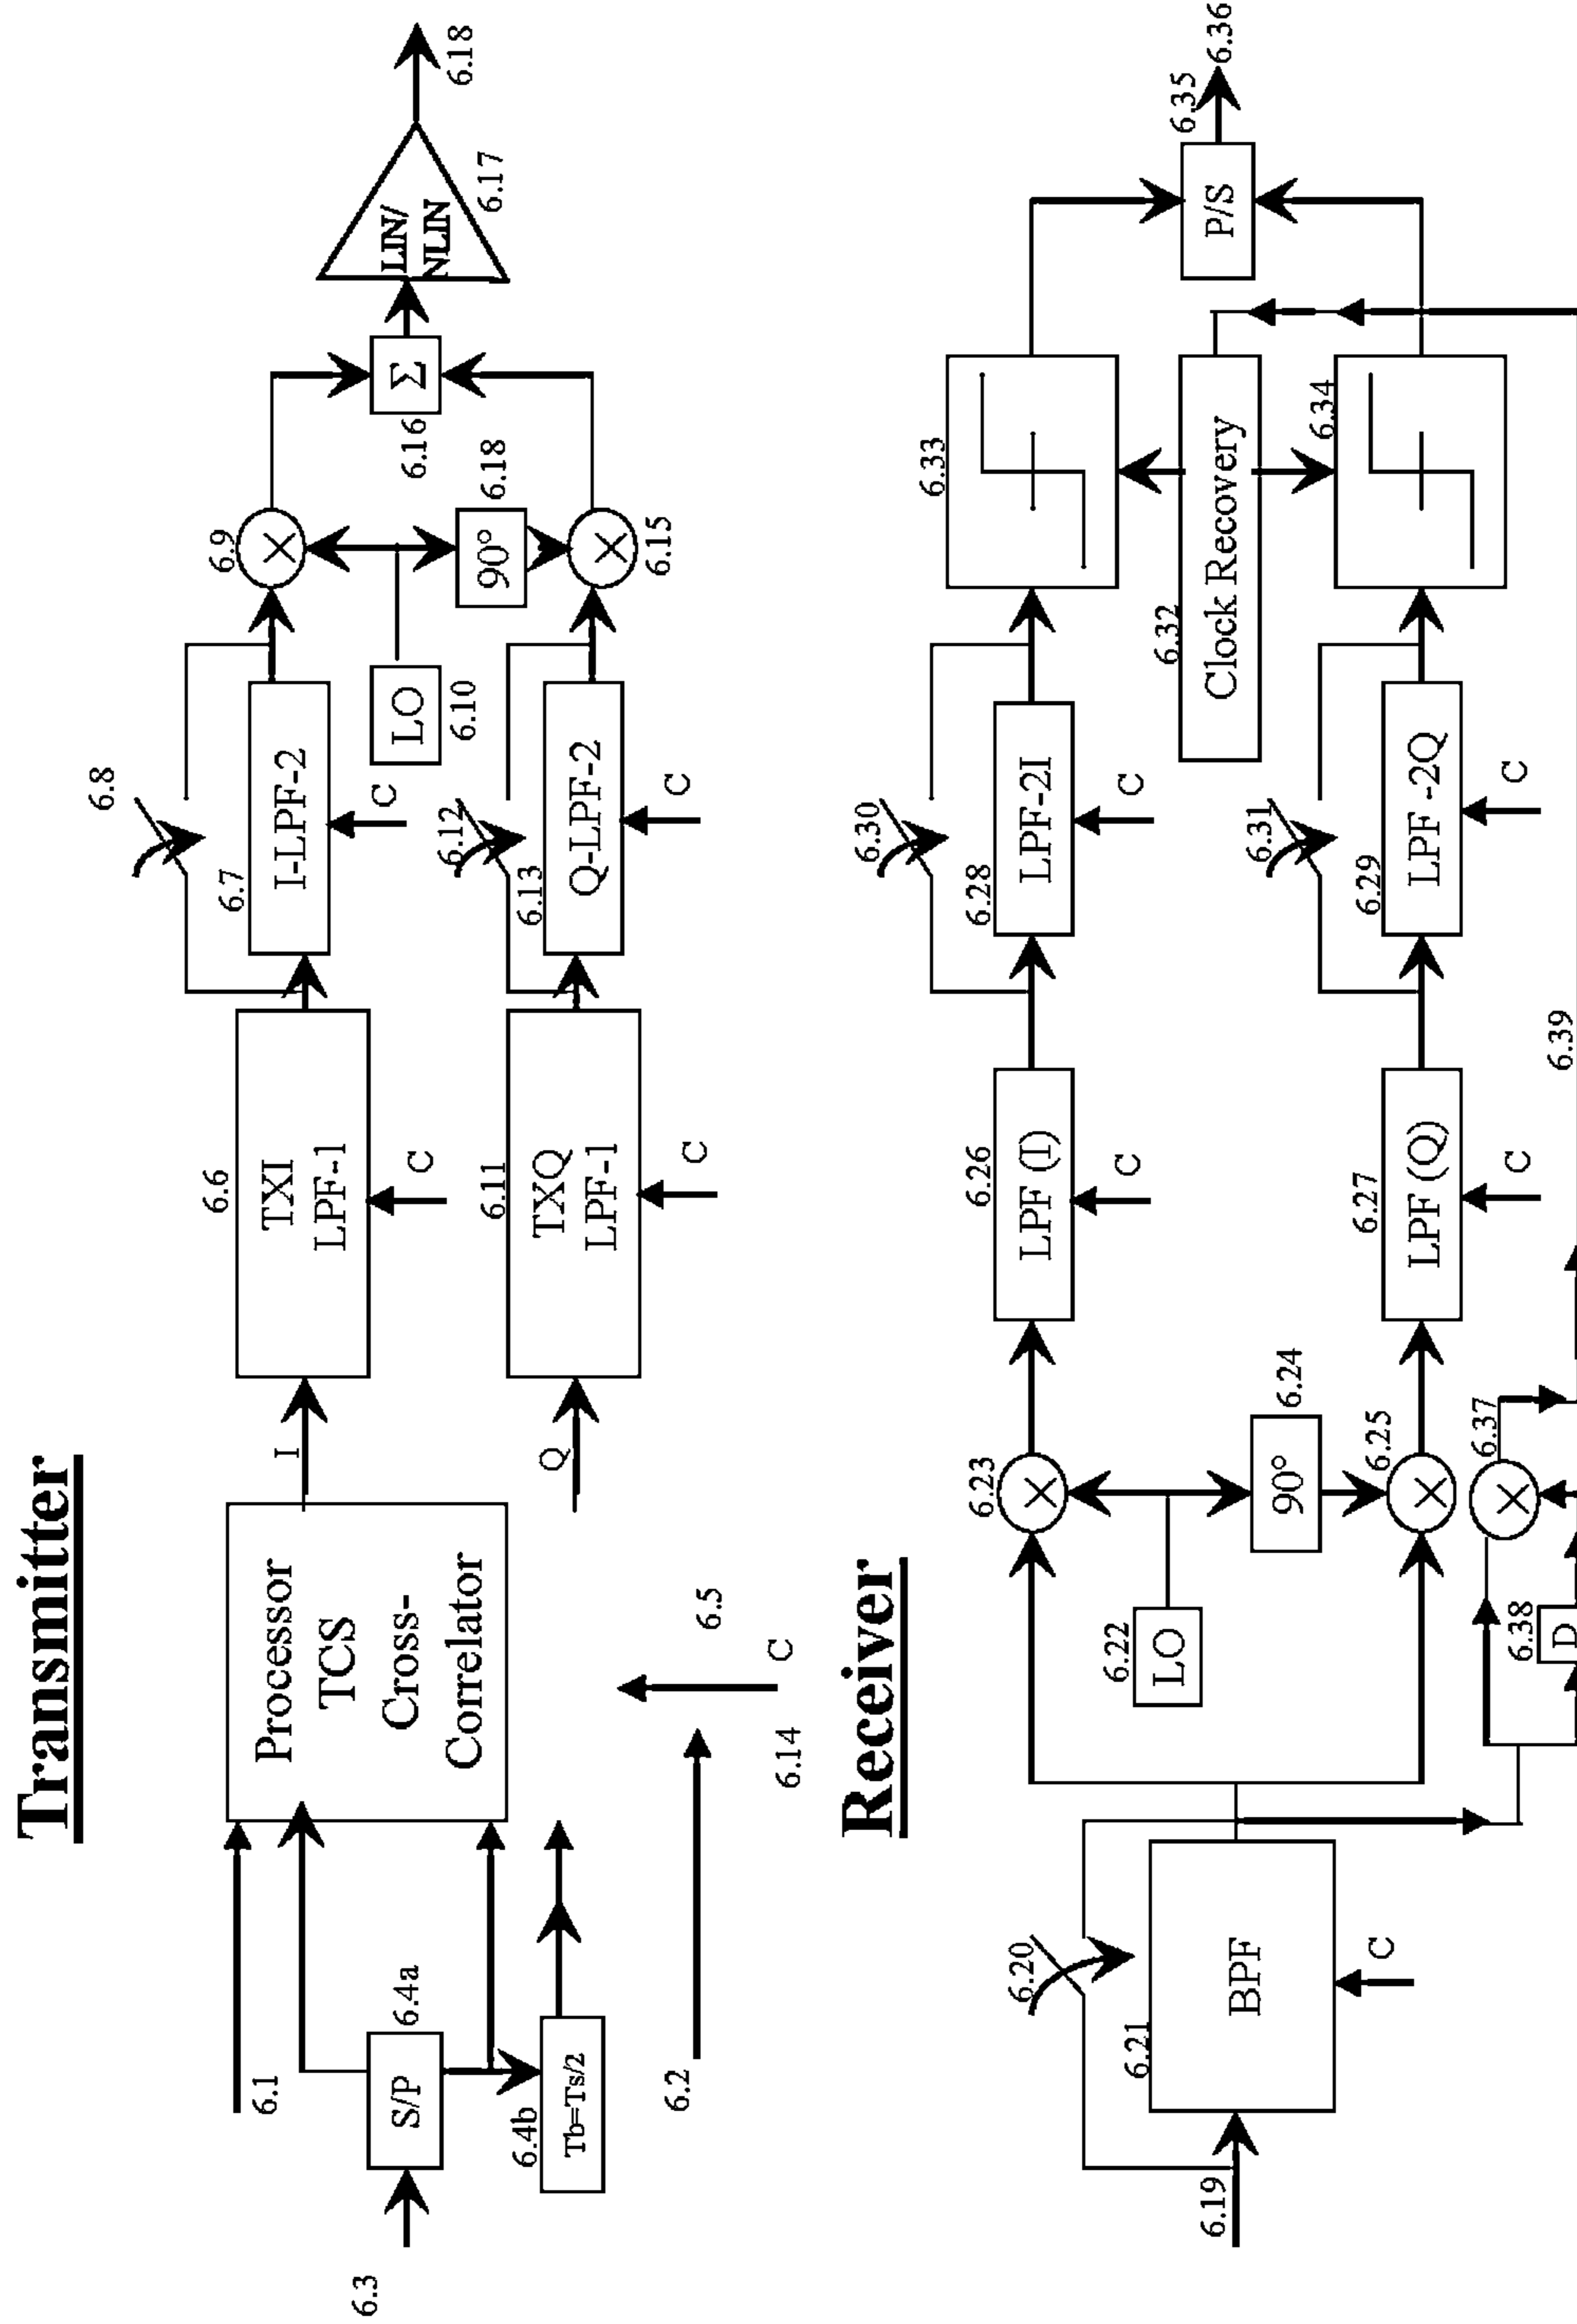 Transmitter
6.1
6.3
S/P
6.4a
6.4b
Tb=Ts/2
6.2
Processor
TCS
Cross-
Correlator
6.5
C
6.14
I
Q
6.6
TXI
LPF-1
C
6.11
TXQ
LPF-1
C
6.8
6.7
I-LPF-2
C
6.12
6.13
Q-LPF-2
C
LO
6.10
6.9
90°
6.18
6.15
Σ
6.16
LIN/
NLIN
6.17
6.18
Receiver
6.19
6.20
6.21
BPF
C
6.22
LO
6.23
90°
6.24
6.25
6.37
6.38
D
6.39
6.26
LPF (I)
C
6.27
LPF (Q)
C
6.30
6.28
LPF-2I
C
6.31
6.29
LPF -2Q
C
6.32
Clock Recovery
6.33
6.34
P/S
6.35
6.36